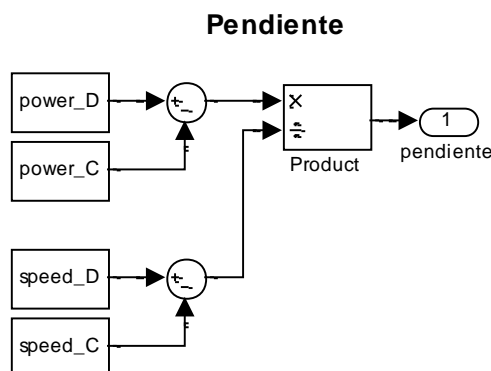 Pendiente
power_D
power_C
speed_D
speed_C
+
-
+
-
×
÷
Product
1
pendiente